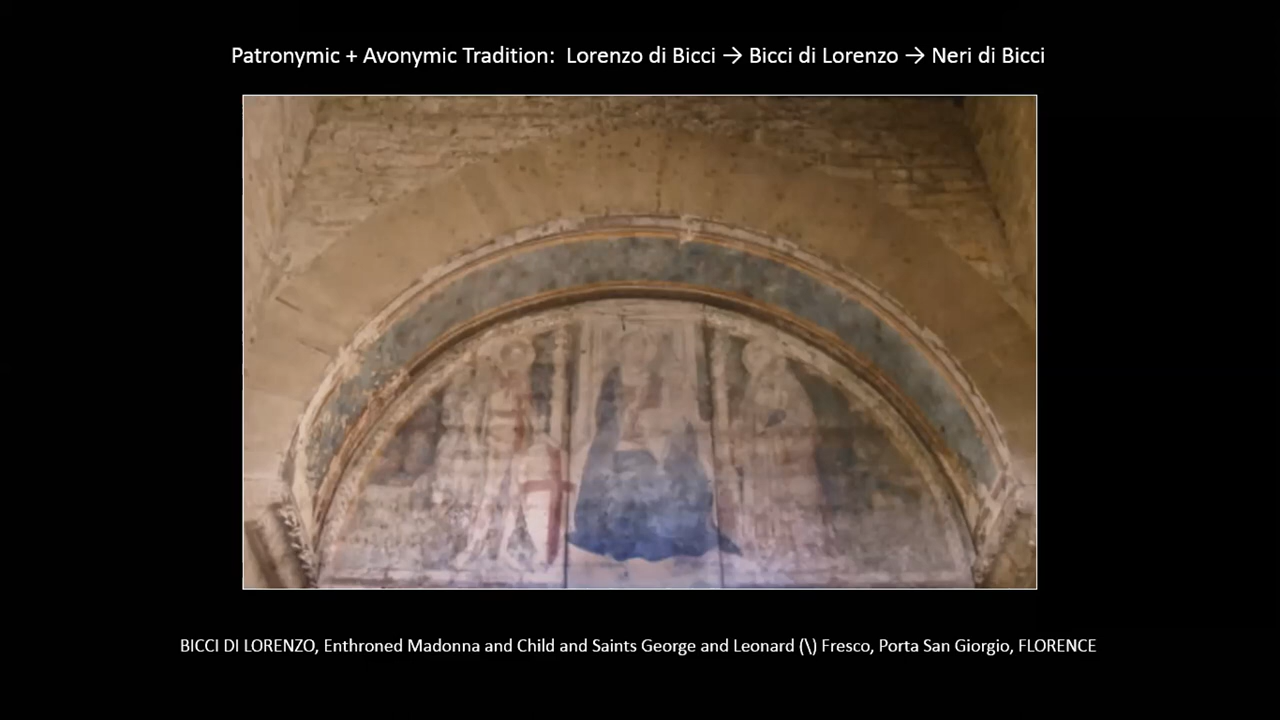 Patronymic + Avonymic Tradition:  Lorenzo di Bicci → Bicci di Lorenzo → Neri di Bicci
BICCI DI LORENZO, Enthroned Madonna and Child and Saints George and Leonard (\) Fresco, Porta San Giorgio, FLORENCE